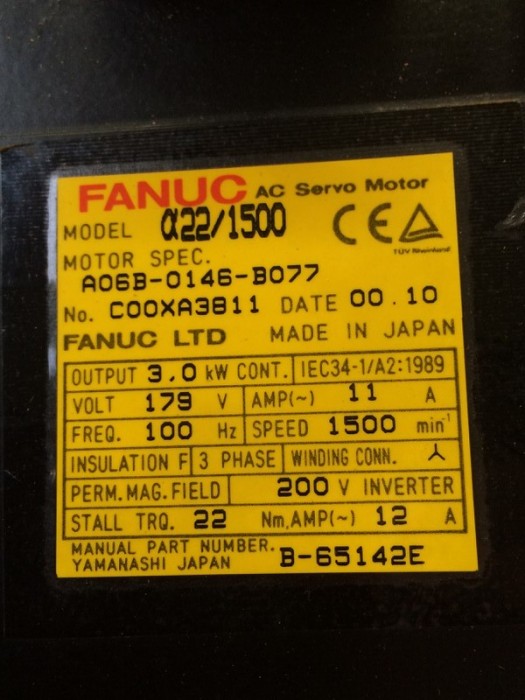 FANUC AC Servo Motor
MODEL α22/1500
CE TÜV Rheinland
MOTOR SPEC.
A06B-0146-B077
No. C00XA3811 DATE 00.10
FANUC LTD MADE IN JAPAN
OUTPUT 3.0 kW CONT. IEC34-1/A2:1989
VOLT 179 V AMP(~) 11 A
FREQ. 100 Hz SPEED 1500 min⁻¹
INSULATION F 3 PHASE WINDING CONN.
PERM.MAG.FIELD 200 V INVERTER
STALL TRQ. 22 Nm,AMP(~) 12 A
MANUAL PART NUMBER. B-65142E
YAMANASHI JAPAN